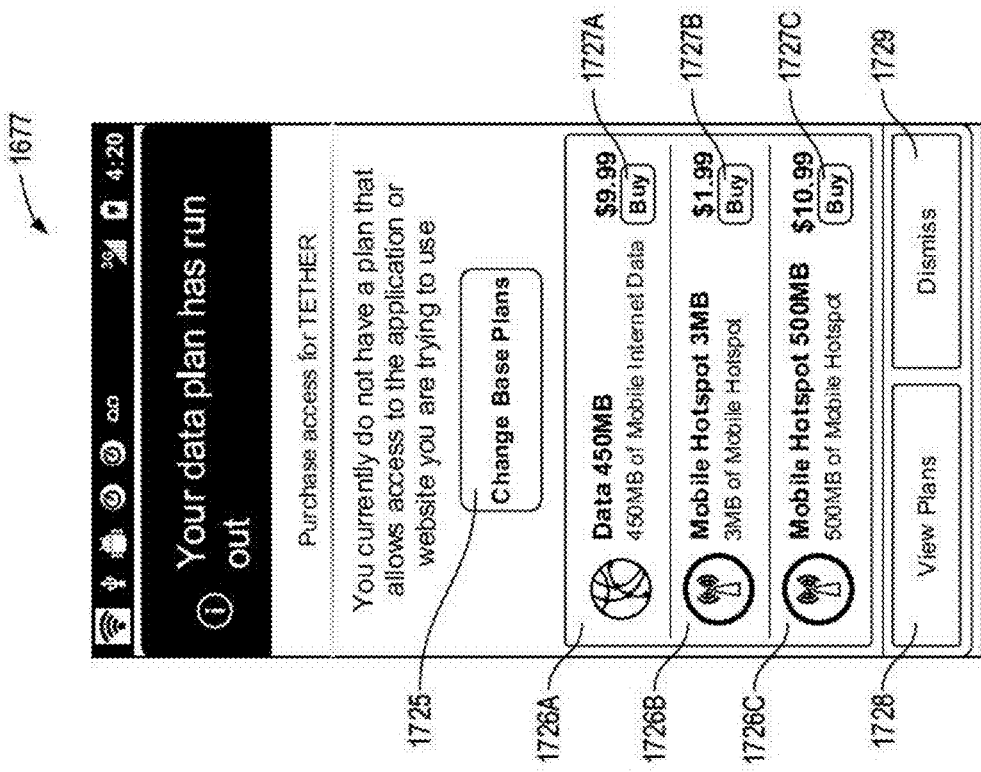 1677
3G 4:20
Your data plan has run
out
Purchase access for TETHER
You currently do not have a plan that
allows access to the application or
website you are trying to use
1725
Change Base Plans
1726A
Data 450MB
450MB of Mobile Internet Data
$9.99
Buy
1727A
1726B
Mobile Hotspot 3MB
3MB of Mobile Hotspot
$1.99
Buy
1727B
1726C
Mobile Hotspot 500MB
500MB of Mobile Hotspot
$10.99
Buy
1727C
1728
View Plans
Dismiss
1729